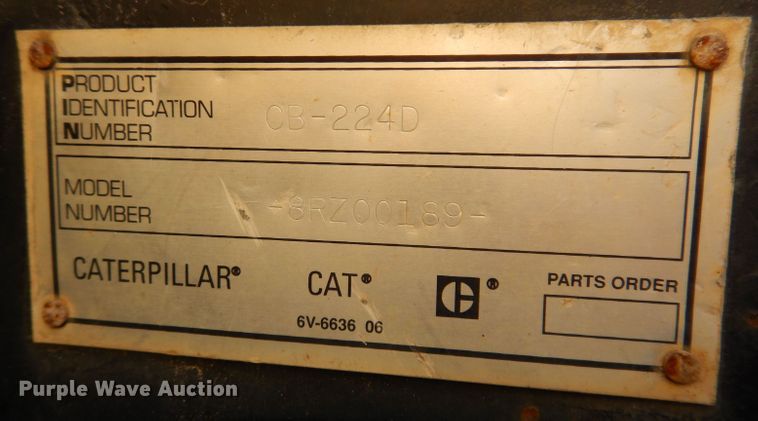 PRODUCT
IDENTIFICATION
NUMBER
CB-224D
MODEL
NUMBER
--8RZ00189-
CATERPILLAR®
CAT®
C®
PARTS ORDER
6V-6636 06
Purple Wave Auction